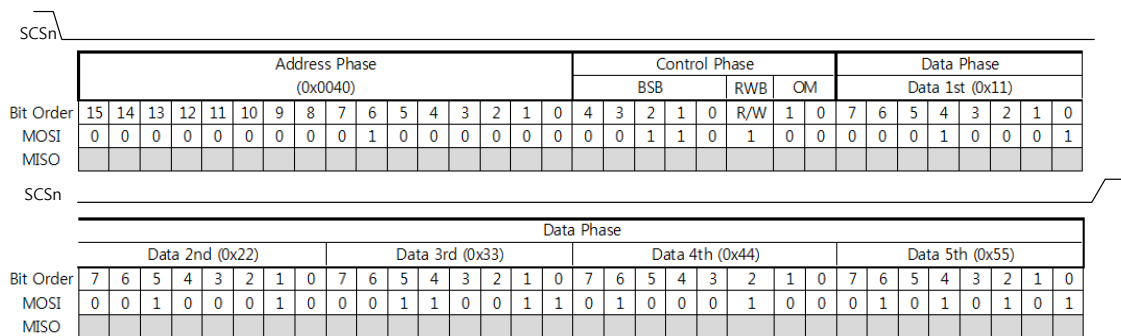 SCSn
Address Phase Control Phase Data Phase
(0x0040) BSB RWB OM Data 1st (0x11)
Bit Order 15 14 13 12 11 10 9 8 7 6 5 4 3 2 1 0 4 3 2 1 0 R/W 1 0 7 6 5 4 3 2 1 0
MOSI 0 0 0 0 0 0 0 0 0 1 0 0 0 0 0 0 0 0 1 1 0 1 0 0 0 0 0 1 0 0 0 1
MISO
SCSn
Data Phase
Data 2nd (0x22) Data 3rd (0x33) Data 4th (0x44) Data 5th (0x55)
Bit Order 7 6 5 4 3 2 1 0 7 6 5 4 3 2 1 0 7 6 5 4 3 2 1 0 7 6 5 4 3 2 1 0
MOSI 0 0 1 0 0 0 1 0 0 0 1 1 0 0 1 1 0 1 0 0 0 1 0 0 0 1 0 1 0 1 0 1
MISO